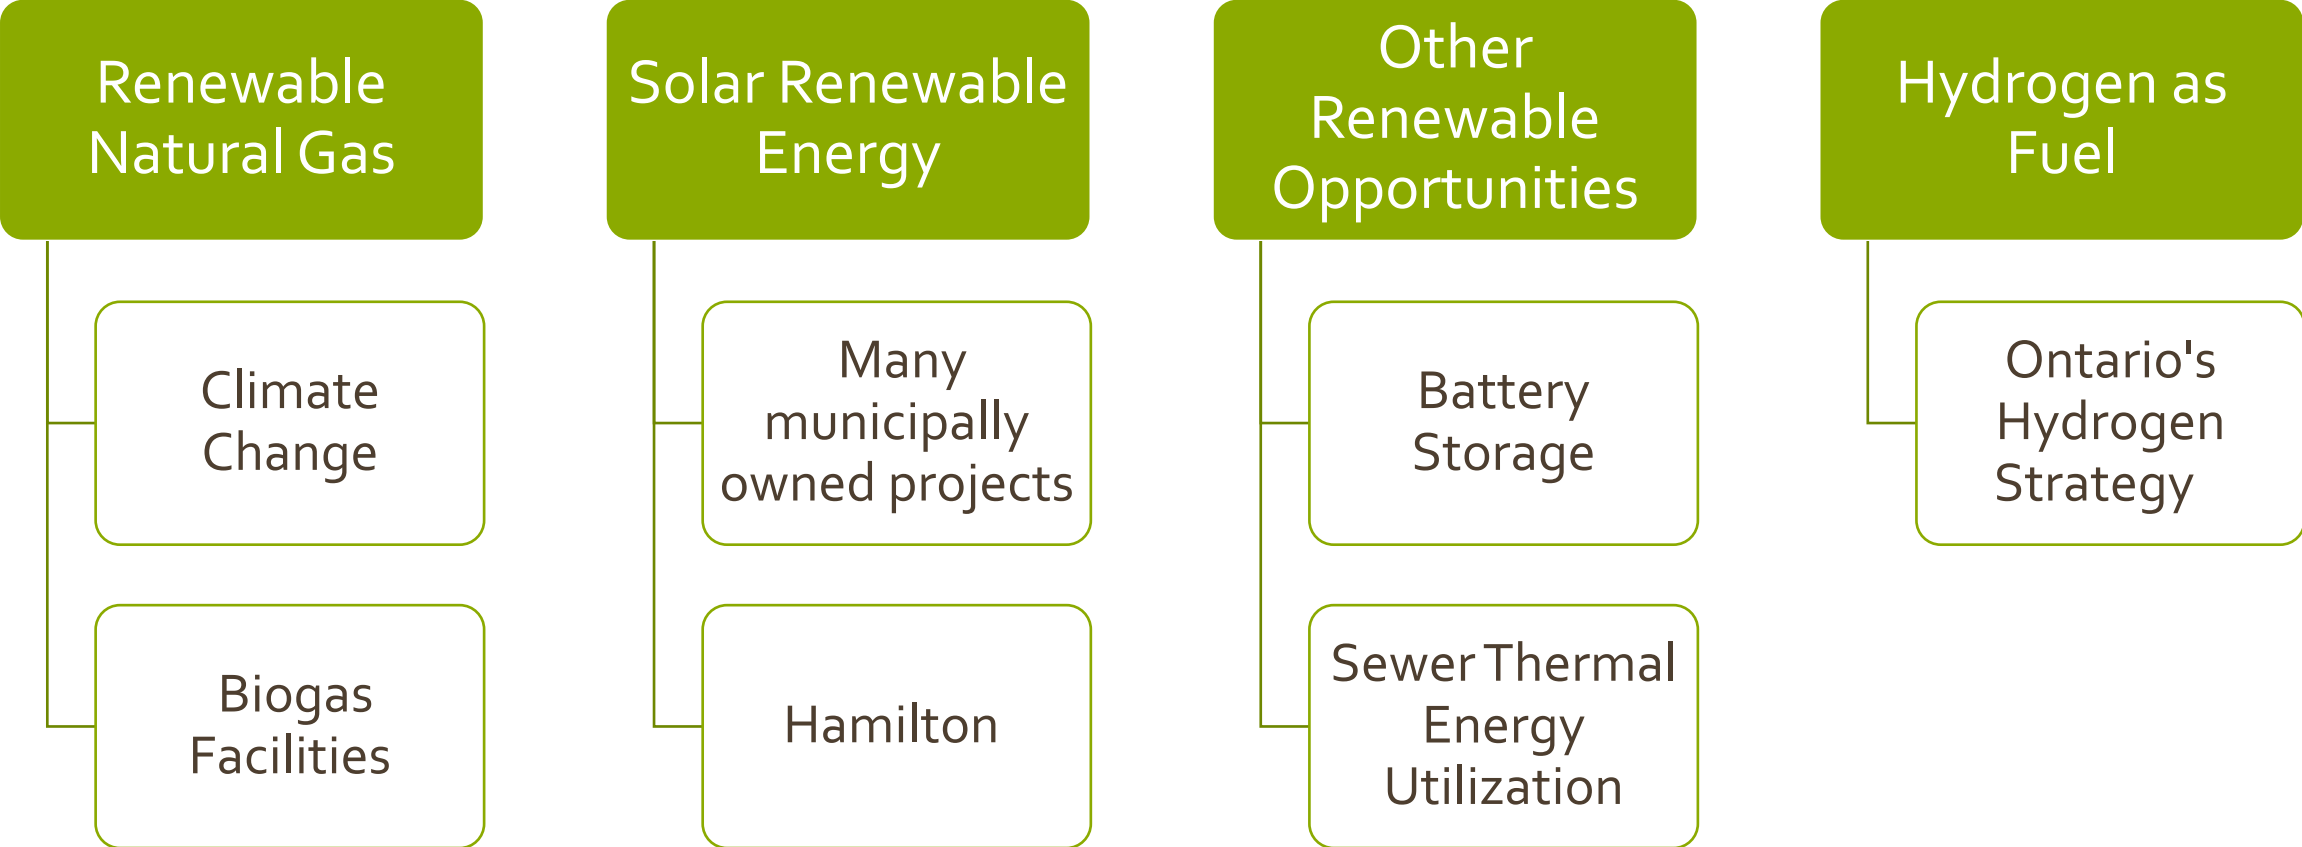 Renewable
Natural Gas
Climate
Change
Biogas
Facilities
Solar Renewable
Energy
Many
municipally
owned projects
Hamilton
Other
Renewable
Opportunities
Battery
Storage
Sewer Thermal
Energy
Utilization
Hydrogen as
Fuel
Ontario's
Hydrogen
Strategy